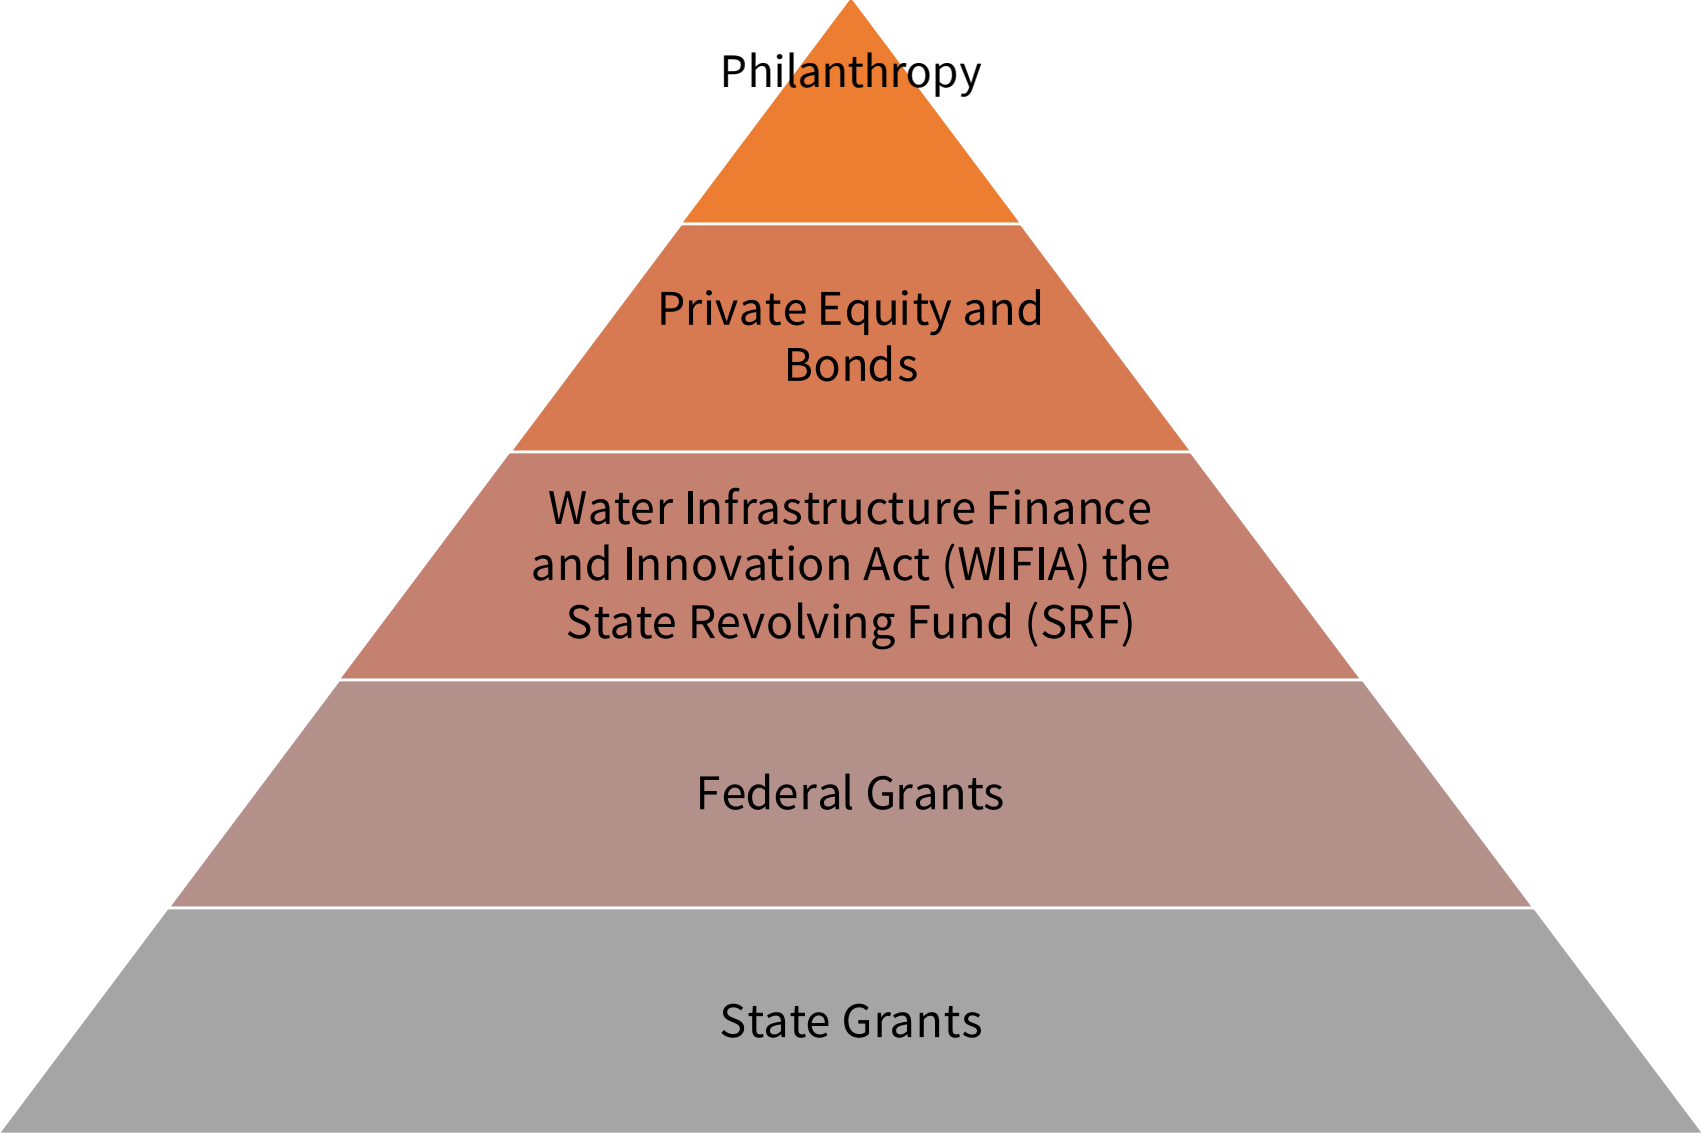 Philanthropy
Private Equity and
Bonds
Water Infrastructure Finance
and Innovation Act (WIFIA) the
State Revolving Fund (SRF)
Federal Grants
State Grants